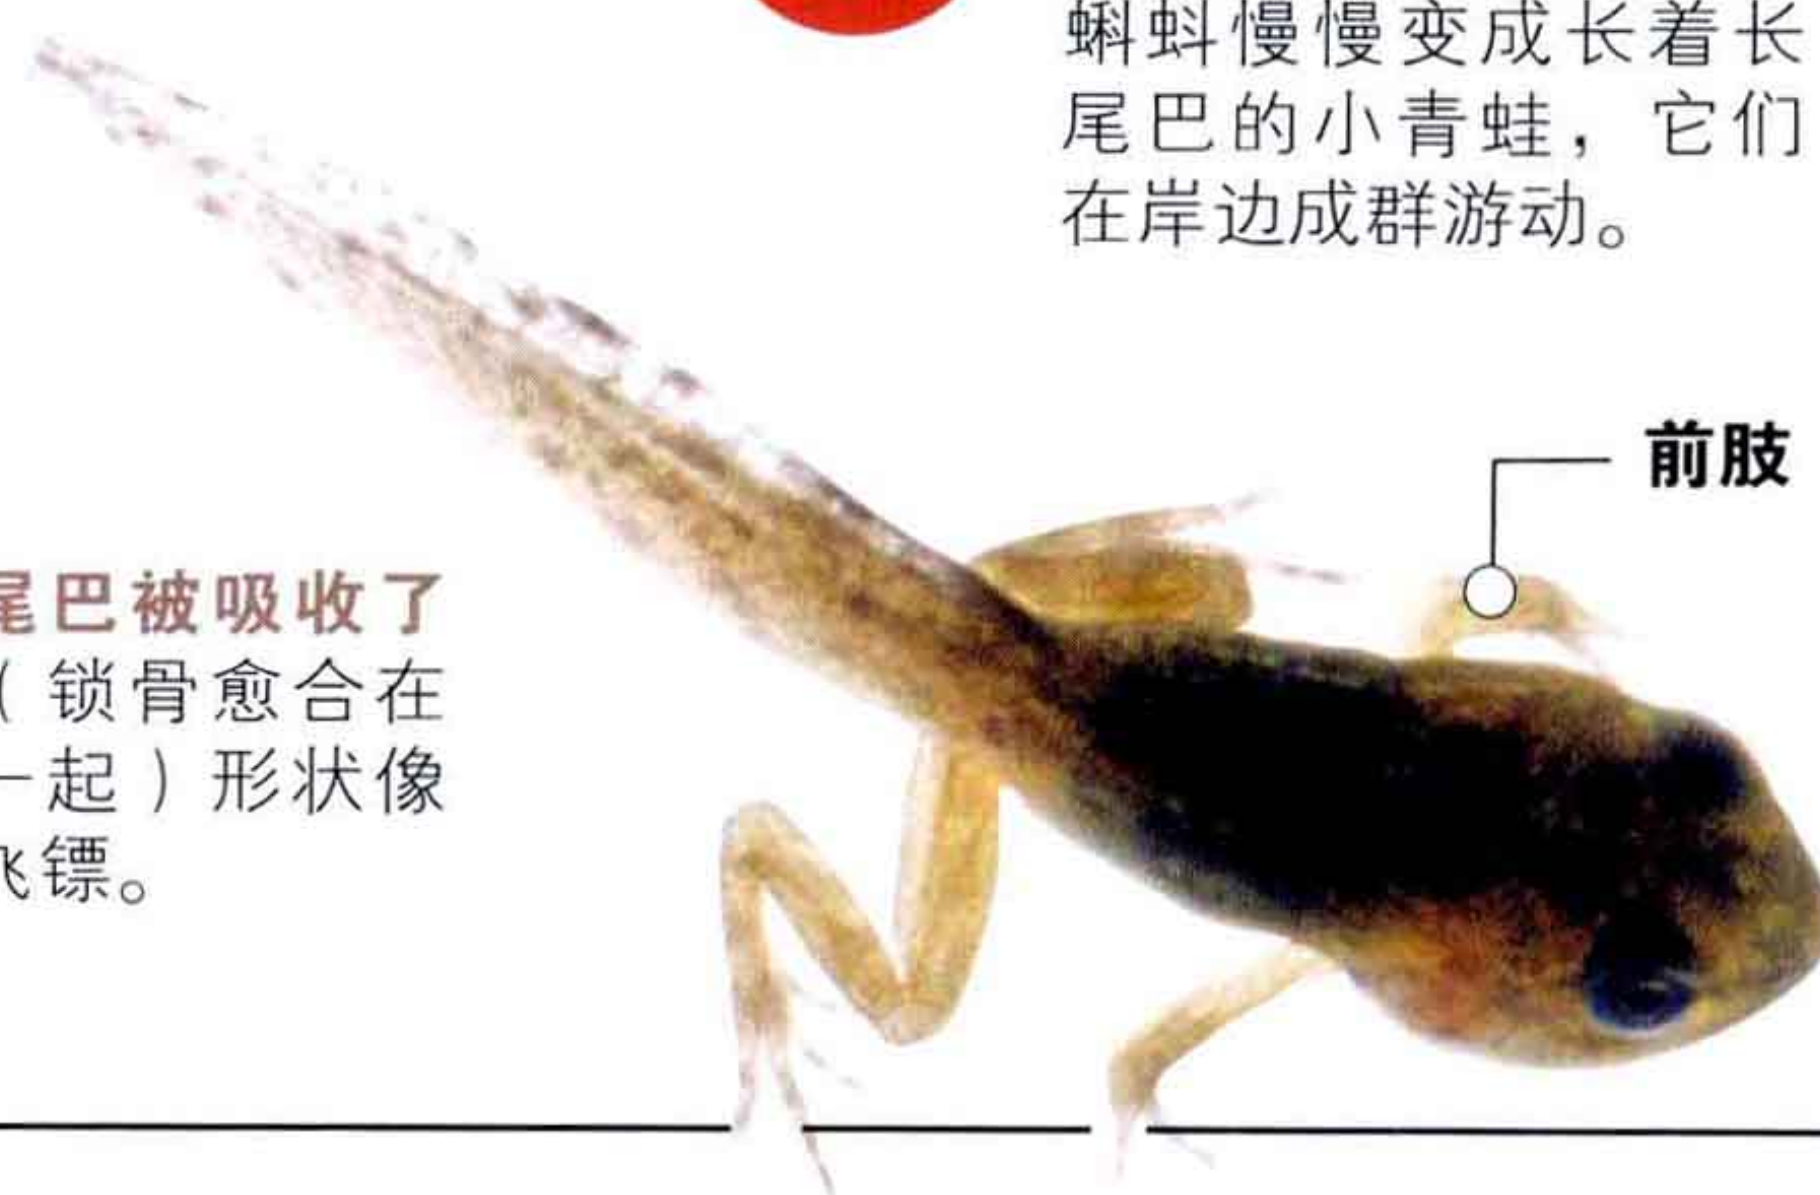 蝌蚪慢慢变成长着长
尾巴的小青蛙，它们
在岸边成群游动。
前肢
尾巴被吸收了
（锁骨愈合在
一起）形状像
飞镖。